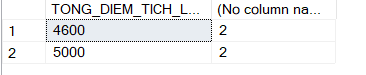 TONG_DIEM_TICH_L... (No column na...
1 4600 2
2 5000 2